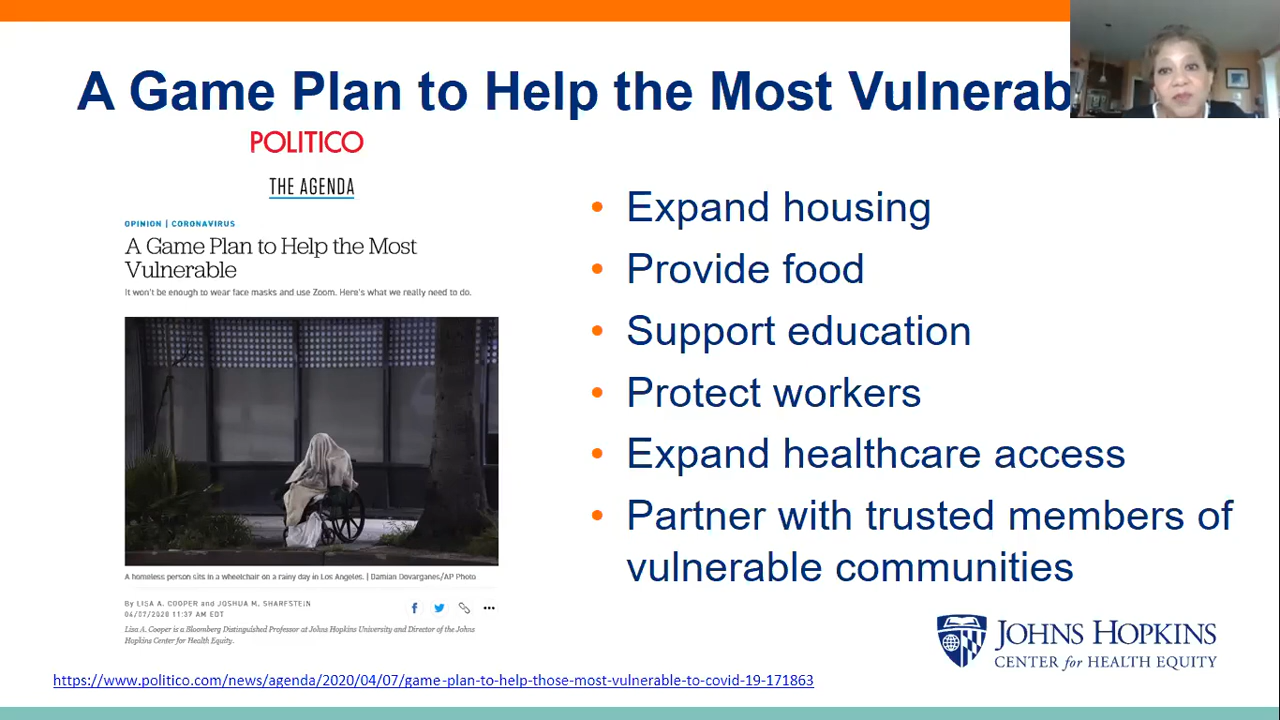 A Game Plan to Help the Most Vulnerab
POLITICO
THE AGENDA
OPINION | CORONAVIRUS
A Game Plan to Help the Most
Vulnerable
It won't be enough to wear face masks and use Zoom. Here's what we really need to do.
A homeless person sits in a wheelchair on a rainy day in Los Angeles. | Damian Dovarganes/AP Photo
By LISA A. COOPER and JOSHUA M. SHARFSTEIN
04/07/2020 11:37 AM EDT
Lisa A. Cooper is a Bloomberg Distinguished Professor at Johns Hopkins University and Director of the Johns
Hopkins Center for Health Equity.
• Expand housing
• Provide food
• Support education
• Protect workers
• Expand healthcare access
• Partner with trusted members of
vulnerable communities
JOHNS HOPKINS
CENTER for HEALTH EQUITY
https://www.politico.com/news/agenda/2020/04/07/game-plan-to-help-those-most-vulnerable-to-covid-19-171863